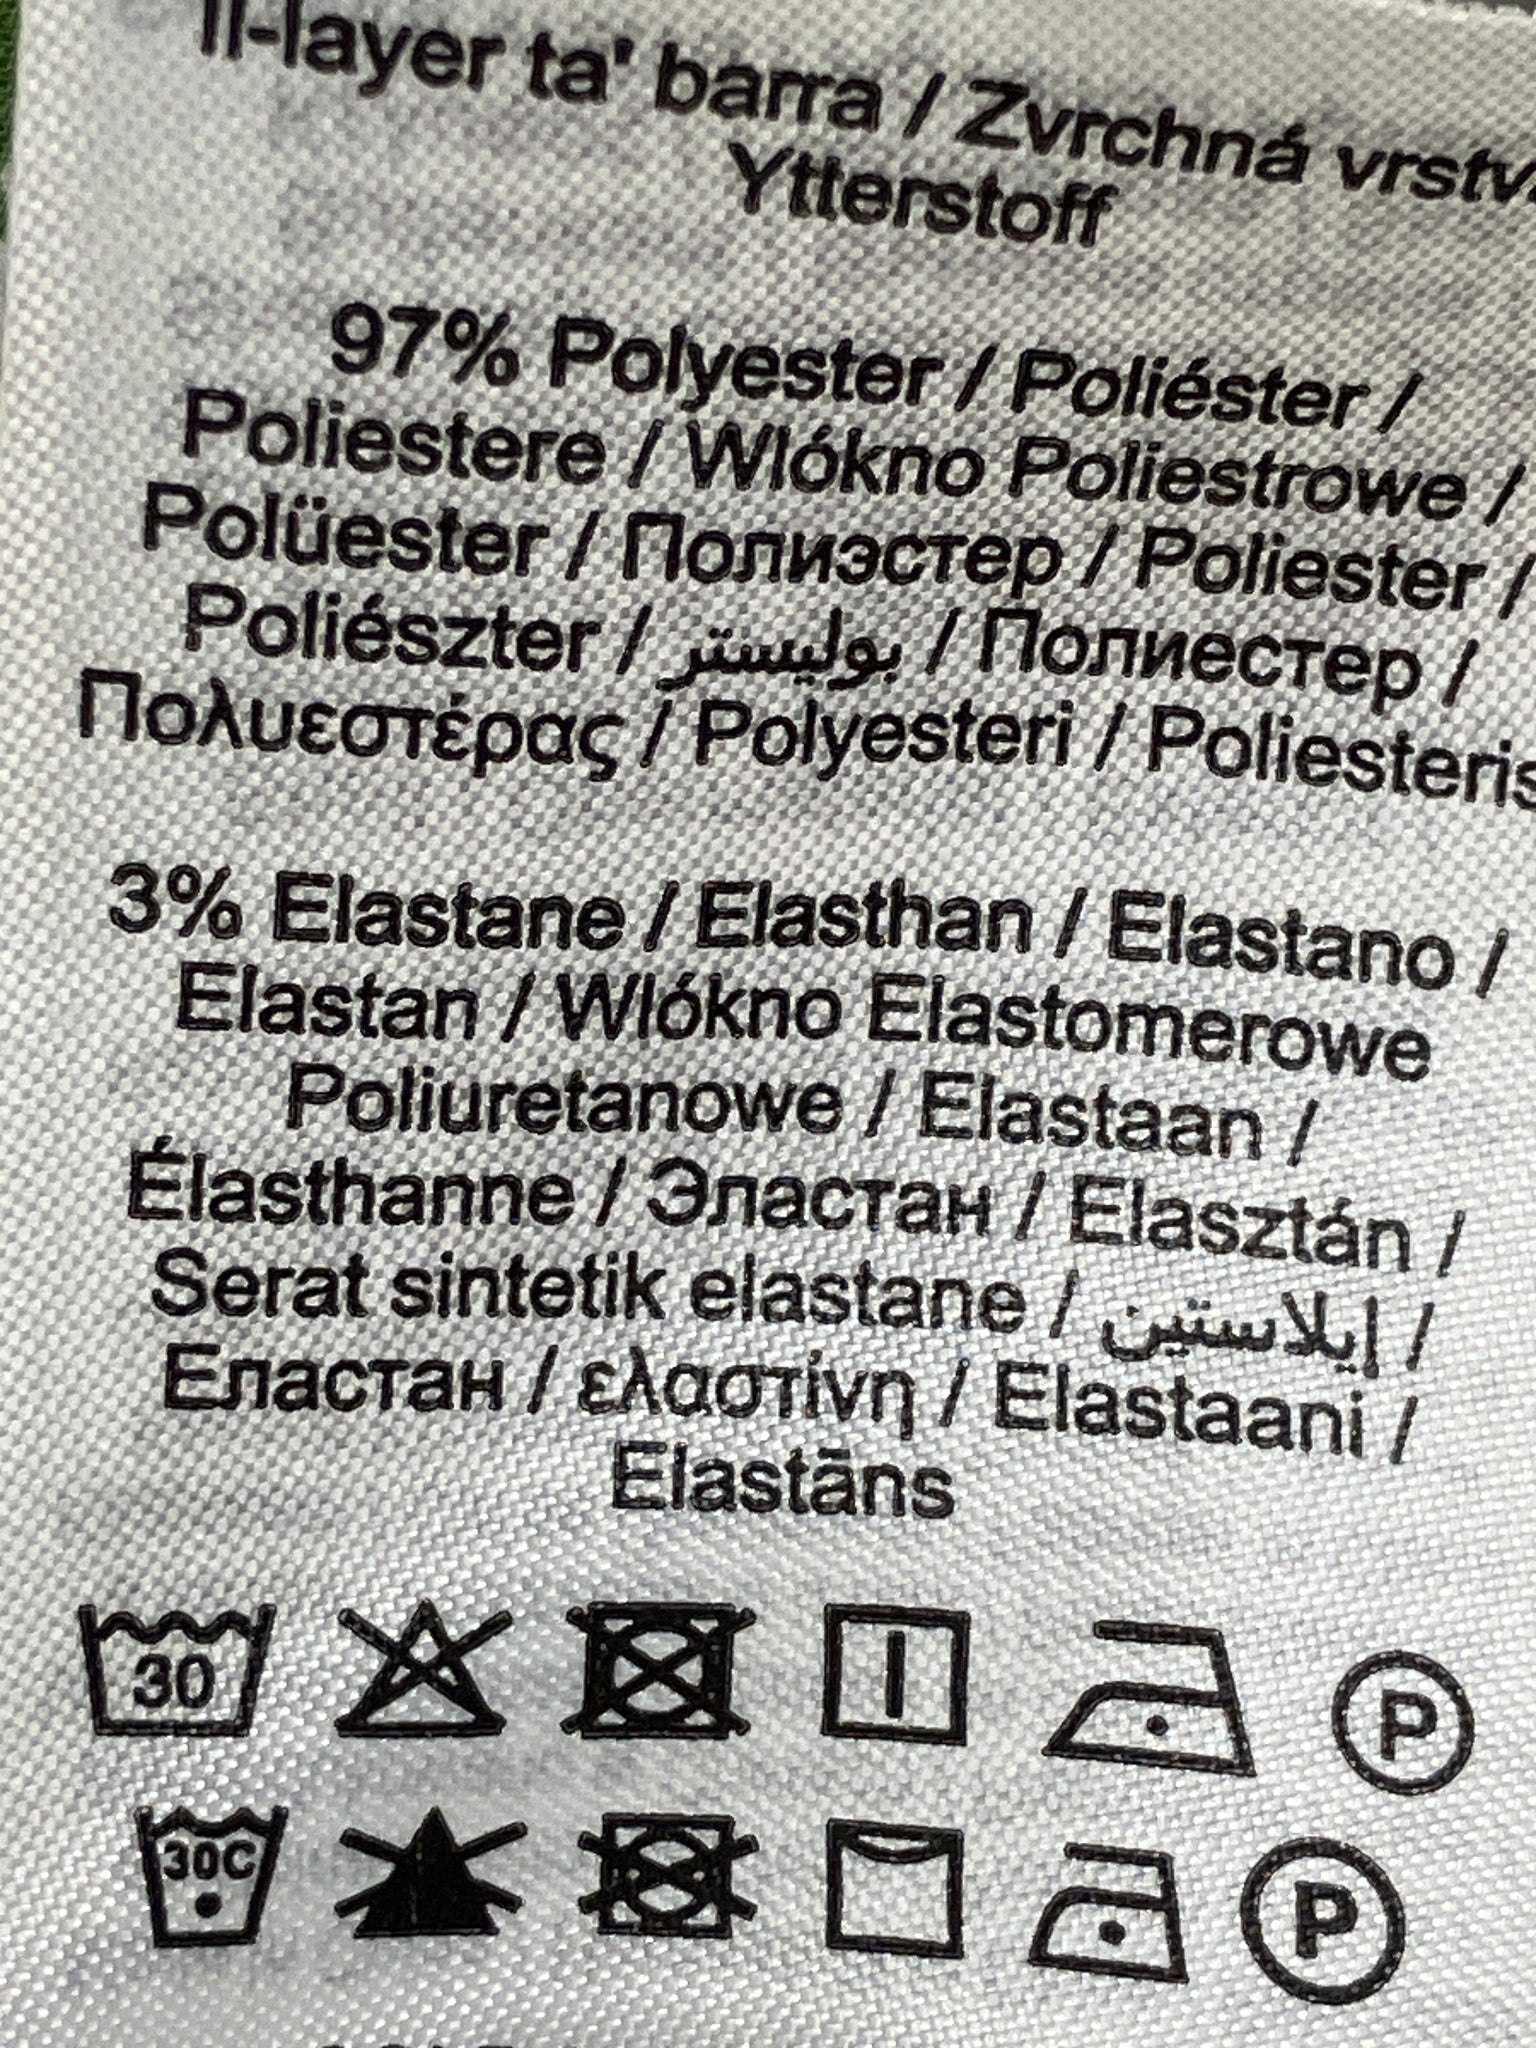 Il-layer ta' barra / Zvrchná
Ytterstoff
97% Polyester / Poliéster /
Poliestere / Wlókno Poliestrowe /
Polüester / Полиэстер / Poliester /
Poliészter / بوليستر / Полиестер /
Πολυεστέρας / Polyesteri / Poliesteris
3% Elastane / Elasthan / Elastano /
Elastan / Wlókno Elastomerowe
Poliuretanowe / Elastaan /
Élasthanne / Эластан / Elasztán /
Serat sintetik elastane / إيلاستين /
Еластан / ελαστίνη / Elastaani /
Elastāns
30 P
30C P